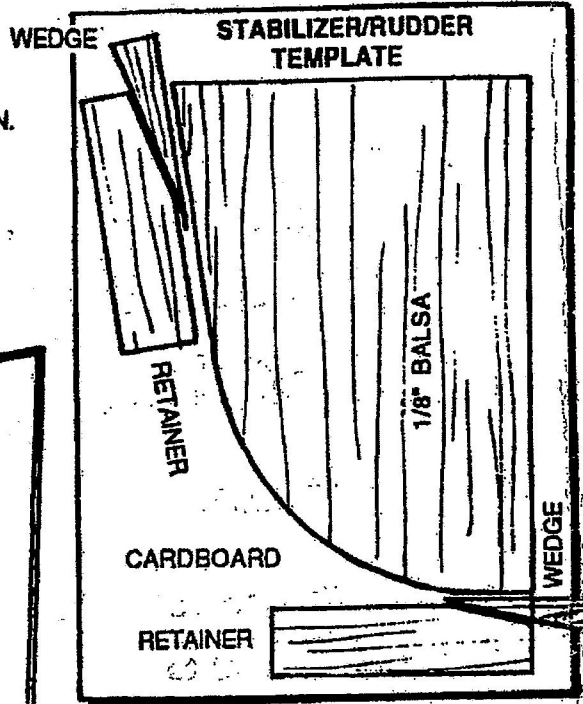 WEDGE
STABILIZER/RUDDER
TEMPLATE
N.
1/8" BALSA
RETAINER
WEDGE
CARDBOARD
RETAINER